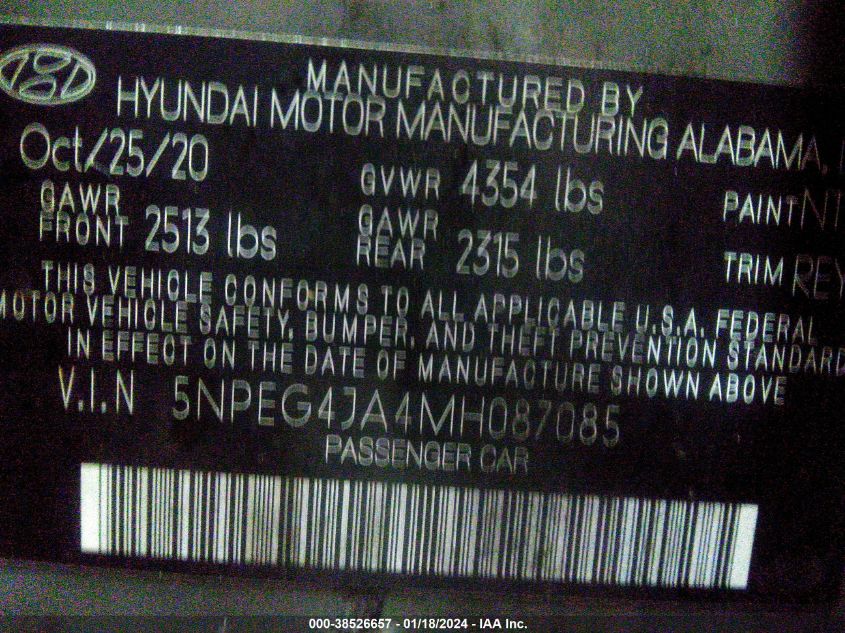 MANUFACTURED BY
HYUNDAI MOTOR MANUFACTURING ALABAMA,
Oct/25/20 GVWR 4354 lbs PAINT
GAWR FRONT 2513 lbs GAWR REAR 2315 lbs TRIM REY
THIS VEHICLE CONFORMS TO ALL APPLICABLE U.S.A. FEDERAL
MOTOR VEHICLE SAFETY, BUMPER, AND THEFT PREVENTION STANDARD
IN EFFECT ON THE DATE OF MANUFACTURE SHOWN ABOVE
V.I.N 5NPEG4JA4MH087085
PASSENGER CAR
000-38526657 - 01/18/2024 - IAA Inc.